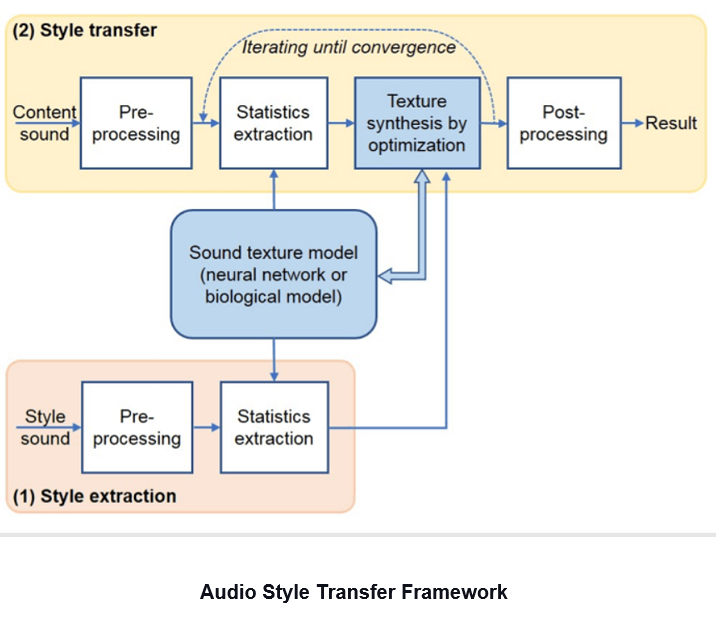 (2) Style transfer
Iterating until convergence
Content
sound
Pre-
processing
Statistics
extraction
Texture
synthesis by
optimization
Post-
processing
Result
Sound texture model
(neural network or
biological model)
Style
sound
Pre-
processing
Statistics
extraction
(1) Style extraction
Audio Style Transfer Framework